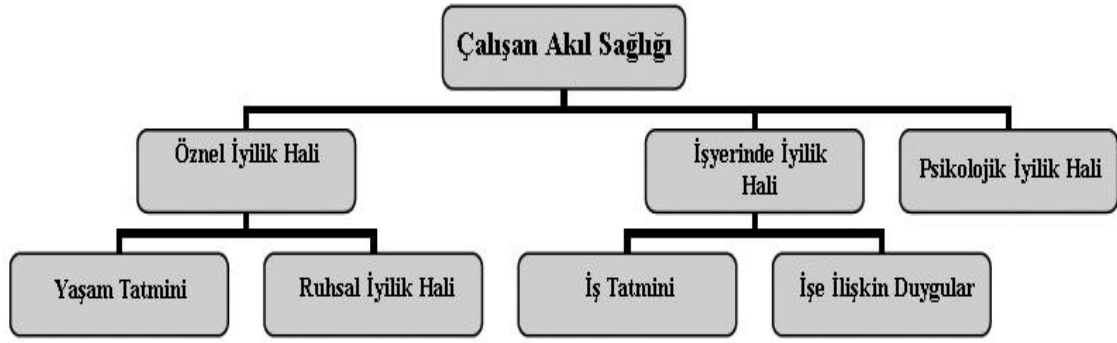 Çalışan Akıl Sağlığı
Öznel İyilik Hali
İşyerinde İyilik
Hali
Psikolojik İyilik Hali
Yaşam Tatmini
Ruhsal İyilik Hali
İş Tatmini
İşe İlişkin Duygular